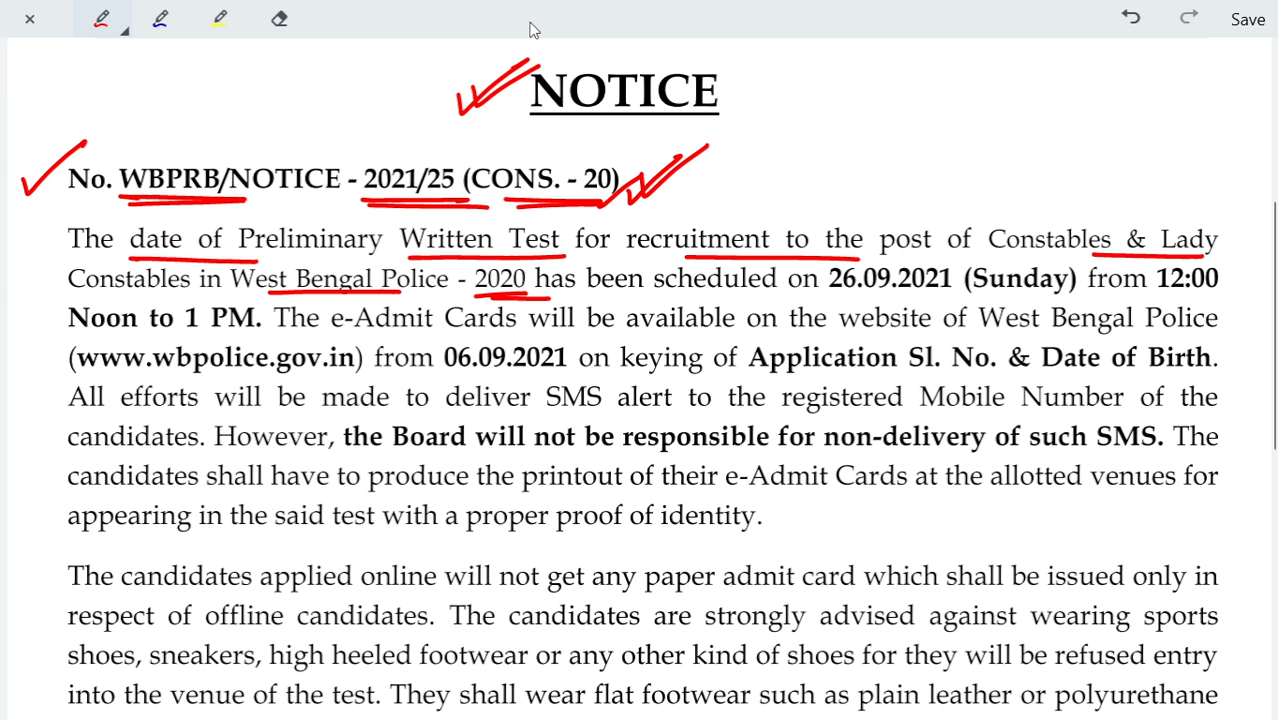 Save
NOTICE
No. WBPRB/NOTICE - 2021/25 (CONS. - 20)
The date of Preliminary Written Test for recruitment to the post of Constables & Lady
Constables in West Bengal Police - 2020 has been scheduled on 26.09.2021 (Sunday) from 12:00
Noon to 1 PM. The e-Admit Cards will be available on the website of West Bengal Police
(www.wbpolice.gov.in) from 06.09.2021 on keying of Application Sl. No. & Date of Birth.
All efforts will be made to deliver SMS alert to the registered Mobile Number of the
candidates. However, the Board will not be responsible for non-delivery of such SMS. The
candidates shall have to produce the printout of their e-Admit Cards at the allotted venues for
appearing in the said test with a proper proof of identity.
The candidates applied online will not get any paper admit card which shall be issued only in
respect of offline candidates. The candidates are strongly advised against wearing sports
shoes, sneakers, high heeled footwear or any other kind of shoes for they will be refused entry
into the venue of the test. They shall wear flat footwear such as plain leather or polyurethane